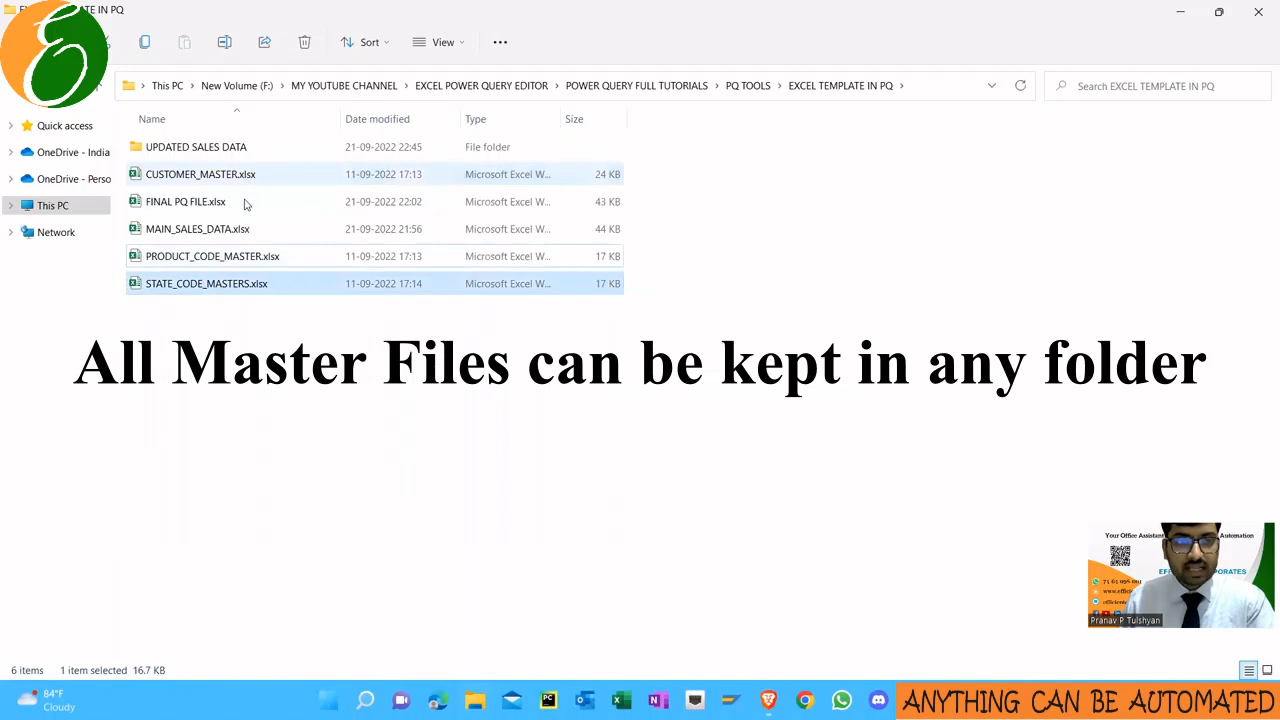 IN PQ
Sort
View
This PC
New Volume (F:)
MY YOUTUBE CHANNEL
EXCEL POWER QUERY EDITOR
POWER QUERY FULL TUTORIALS
PQ TOOLS
EXCEL TEMPLATE IN PQ
Search EXCEL TEMPLATE IN PQ
Name Date modified Type Size
Quick access
OneDrive - India
OneDrive - Perso
This PC
Network
UPDATED SALES DATA 21-09-2022 22:45 File folder
CUSTOMER_MASTER.xlsx 11-09-2022 17:13 Microsoft Excel W... 24 KB
FINAL PQ FILE.xlsx 21-09-2022 22:02 Microsoft Excel W... 43 KB
MAIN_SALES_DATA.xlsx 21-09-2022 21:56 Microsoft Excel W... 44 KB
PRODUCT_CODE_MASTER.xlsx 11-09-2022 17:13 Microsoft Excel W... 17 KB
STATE_CODE_MASTERS.xlsx 11-09-2022 17:14 Microsoft Excel W... 17 KB
All Master Files can be kept in any folder
Your Office Assistant Automation
Pranav P Tulshyan
6 items 1 item selected 16.7 KB
84°F
Cloudy
ANYTHING CAN BE AUTOMATED